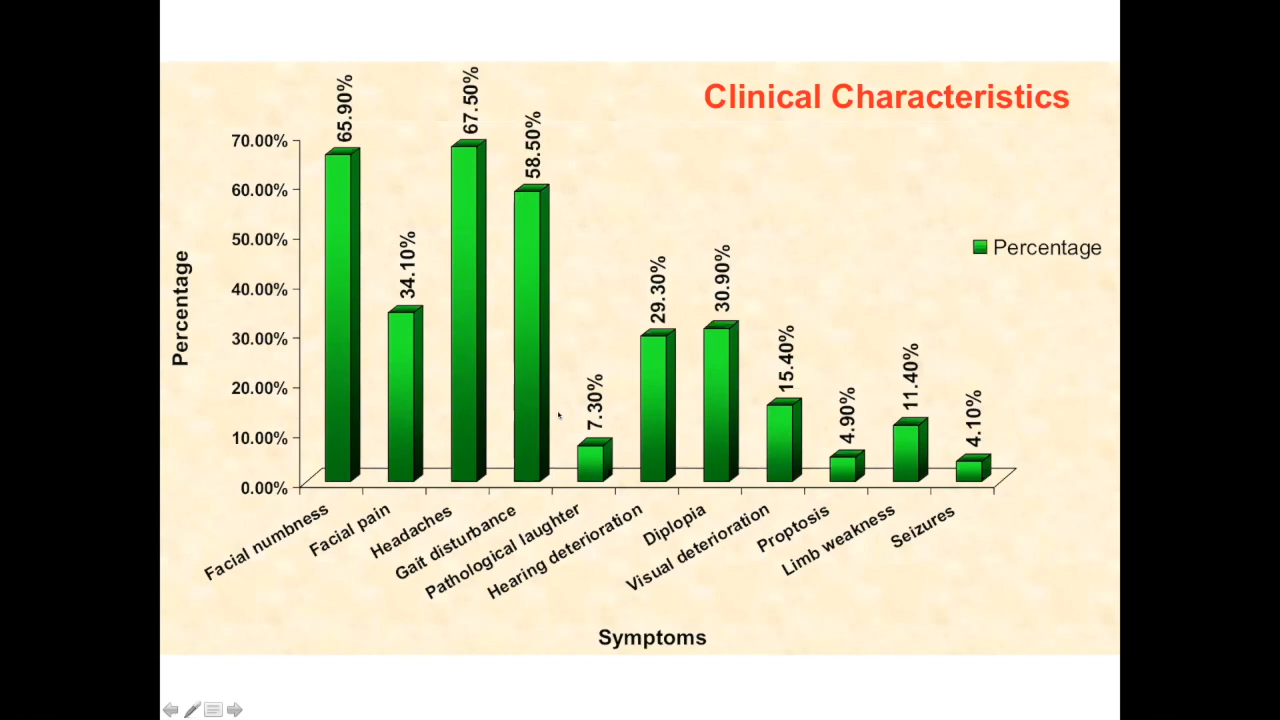 Clinical Characteristics
65.90%
34.10%
67.50%
58.50%
7.30%
29.30%
30.90%
15.40%
4.90%
11.40%
4.10%
70.00%
60.00%
50.00%
40.00%
30.00%
20.00%
10.00%
0.00%
Percentage
Percentage
Facial numbness
Facial pain
Headaches
Gait disturbance
Pathological laughter
Hearing deterioration
Diplopia
Visual deterioration
Proptosis
Limb weakness
Seizures
Symptoms